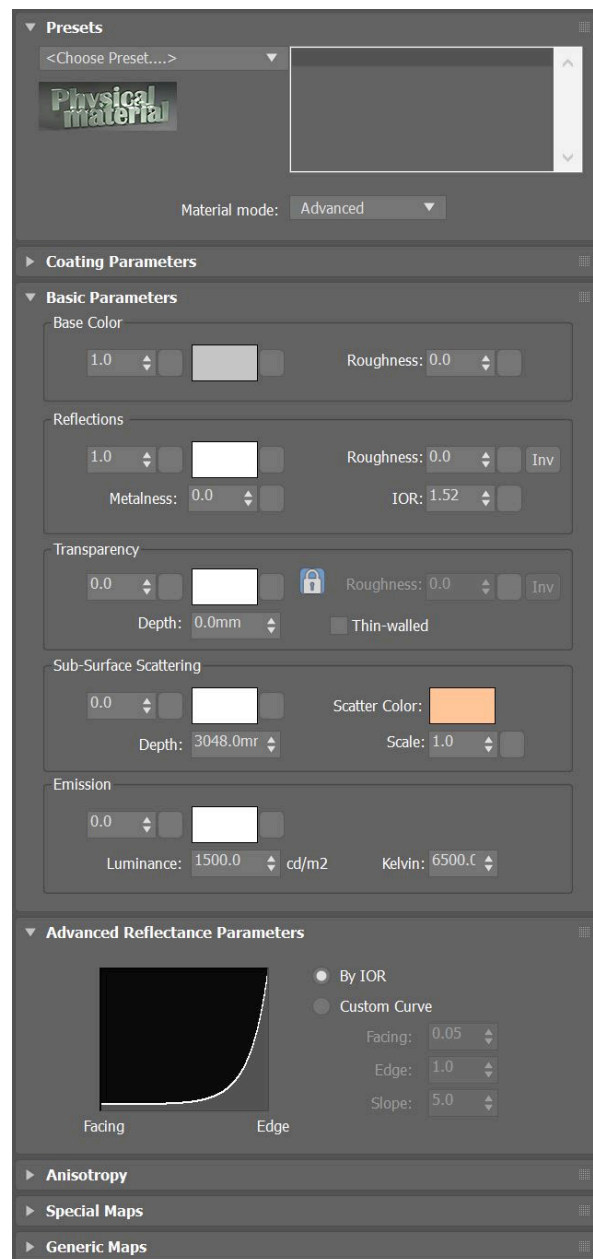 Presets
<Choose Preset....>
Physical
material
Material mode: Advanced
Coating Parameters
Basic Parameters
Base Color
1.0 Roughness: 0.0
Reflections
1.0 Roughness: 0.0 Inv
Metalness: 0.0 IOR: 1.52
Transparency
0.0 Roughness: 0.0 Inv
Depth: 0.0mm Thin-walled
Sub-Surface Scattering
0.0 Scatter Color:
Depth: 3048.0mr Scale: 1.0
Emission
0.0
Luminance: 1500.0 cd/m2 Kelvin: 6500.(
Advanced Reflectance Parameters
By IOR
Custom Curve
Facing: 0.05
Edge: 1.0
Slope: 5.0
Facing Edge
Anisotropy
Special Maps
Generic Maps